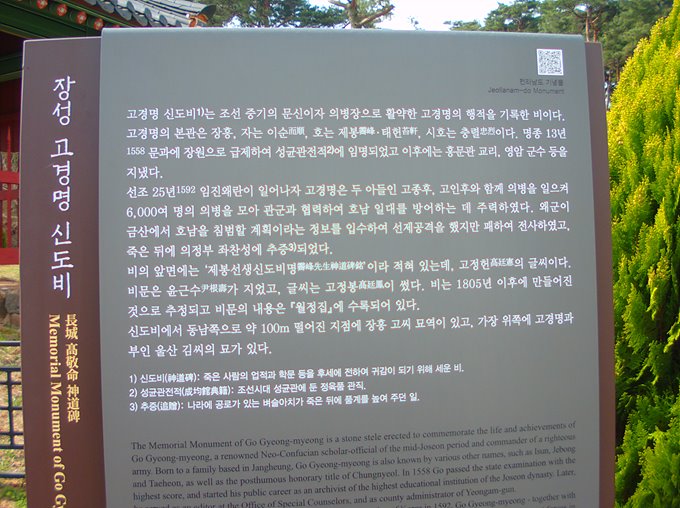 장성 고경명 신도비
長城 高敬命 神道碑
Memorial Monument of Go Gy
전라남도 기념물
Jeollanam-do Monument
고경명 신도비1)는 조선 중기의 문신이자 의병장으로 활약한 고경명의 행적을 기록한 비이다.
고경명의 본관은 장흥, 자는 이순而順, 호는 제봉霽峰·태헌苔軒, 시호는 충렬忠烈이다. 명종 13년
1558 문과에 장원으로 급제하여 성균관전적2)에 임명되었고 이후에는 홍문관 교리, 영암 군수 등을
지냈다.
선조 25년1592 임진왜란이 일어나자 고경명은 두 아들인 고종후, 고인후와 함께 의병을 일으켜
6,000여 명의 의병을 모아 관군과 협력하여 호남 일대를 방어하는 데 주력하였다. 왜군이
금산에서 호남을 침범할 계획이라는 정보를 입수하여 선제공격을 했지만 패하여 전사하였고,
죽은 뒤에 의정부 좌찬성에 추증3)되었다.
비의 앞면에는 '제봉선생신도비명霽峰先生神道碑銘'이라 적혀 있는데, 고정헌高廷憲의 글씨이다.
비문은 윤근수尹根壽가 지었고, 글씨는 고정봉高廷鳳이 썼다. 비는 1805년 이후에 만들어진
것으로 추정되고 비문의 내용은 『월정집』에 수록되어 있다.
신도비에서 동남쪽으로 약 100m 떨어진 지점에 장흥 고씨 묘역이 있고, 가장 위쪽에 고경명과
부인 울산 김씨의 묘가 있다.
1) 신도비(神道碑): 죽은 사람의 업적과 학문 등을 후세에 전하여 귀감이 되기 위해 세운 비.
2) 성균관전적(成均館典籍): 조선시대 성균관에 둔 정육품 관직.
3) 추증(追贈): 나라에 공로가 있는 벼슬아치가 죽은 뒤에 품계를 높여 주던 일.
The Memorial Monument of Go Gyeong-myeong is a stone stele erected to commemorate the life and achievements of
Go Gyeong-myeong, a renowned Neo-Confucian scholar-official of the mid-Joseon period and commander of a righteous
army. Born to a family based in Jangheung, Go Gyeong-myeong is also known by various other names, such as Isun, Jebong
and Taeheon, as well as the posthumous honorary title of Chungnyeol. In 1558 Go passed the state examination with the
highest score, and started his public career as an archivist of the highest educational institution of the Joseon dynasty. Later,
he served as an editor at the Office of Special Counselors, and as county administrator of Yeongam-gun.
in 1592, Go Gyeong-myeong - together with